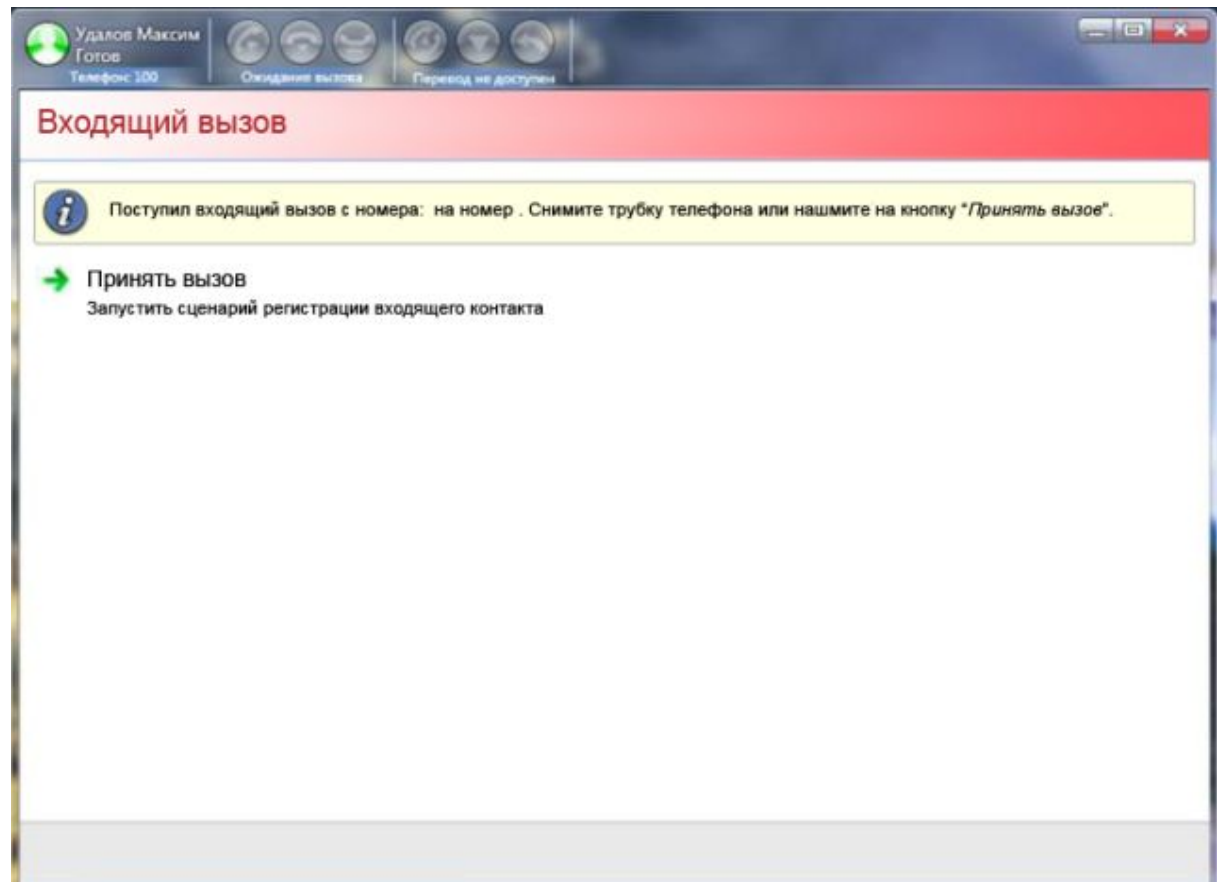 Удалов Максим
Готов
Телефон: 100
Ожидание вызова
Перевод не доступен
Входящий вызов
Поступил входящий вызов с номера:  на номер . Снимите трубку телефона или нашмите на кнопку "Принять вызов".
Принять вызов
Запустить сценарий регистрации входящего контакта